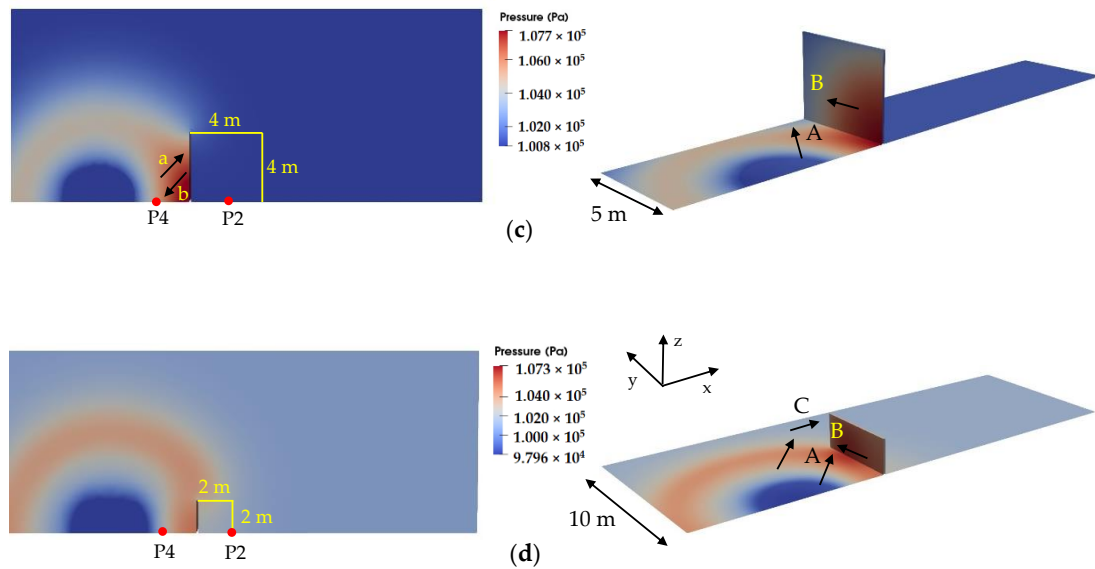 Pressure (Pa)
1.077 × 10⁵
1.060 × 10⁵
1.040 × 10⁵
1.020 × 10⁵
1.008 × 10⁵
4 m
4 m
a
b
P4
P2
B
A
5 m
(c)
Pressure (Pa)
1.073 × 10⁵
1.040 × 10⁵
1.020 × 10⁵
1.000 × 10⁵
9.796 × 10⁴
2 m
2 m
P4
P2
z
y
x
C
B
A
10 m
(d)